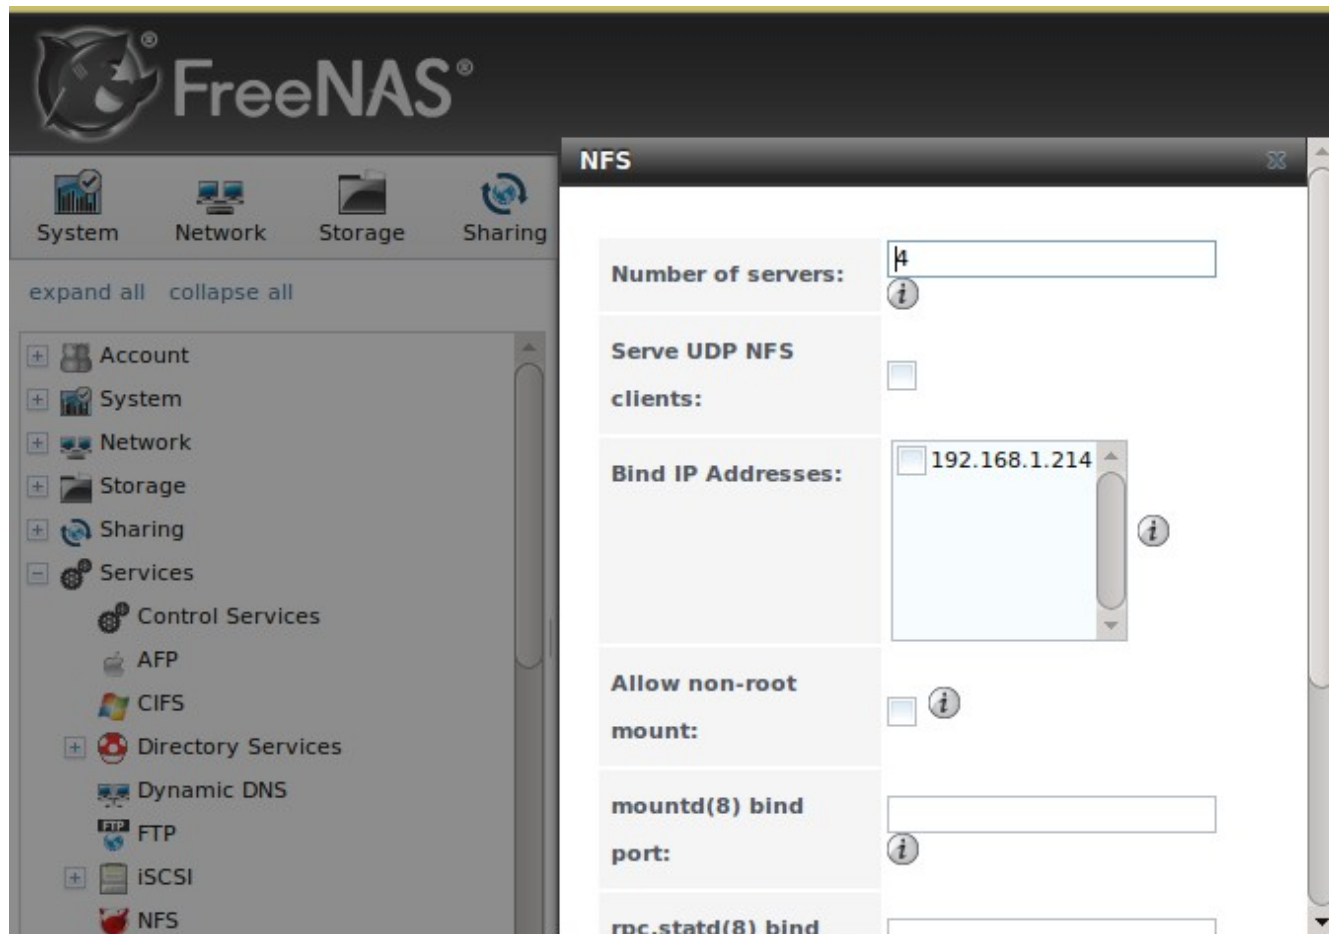 FreeNAS®
System Network Storage Sharing
expand all collapse all
Account
System
Network
Storage
Sharing
Services
Control Services
AFP
CIFS
Directory Services
Dynamic DNS
FTP
iSCSI
NFS
NFS
Number of servers:
4
Serve UDP NFS
clients:
Bind IP Addresses:
192.168.1.214
Allow non-root
mount:
mountd(8) bind
port:
rpc.statd(8) bind